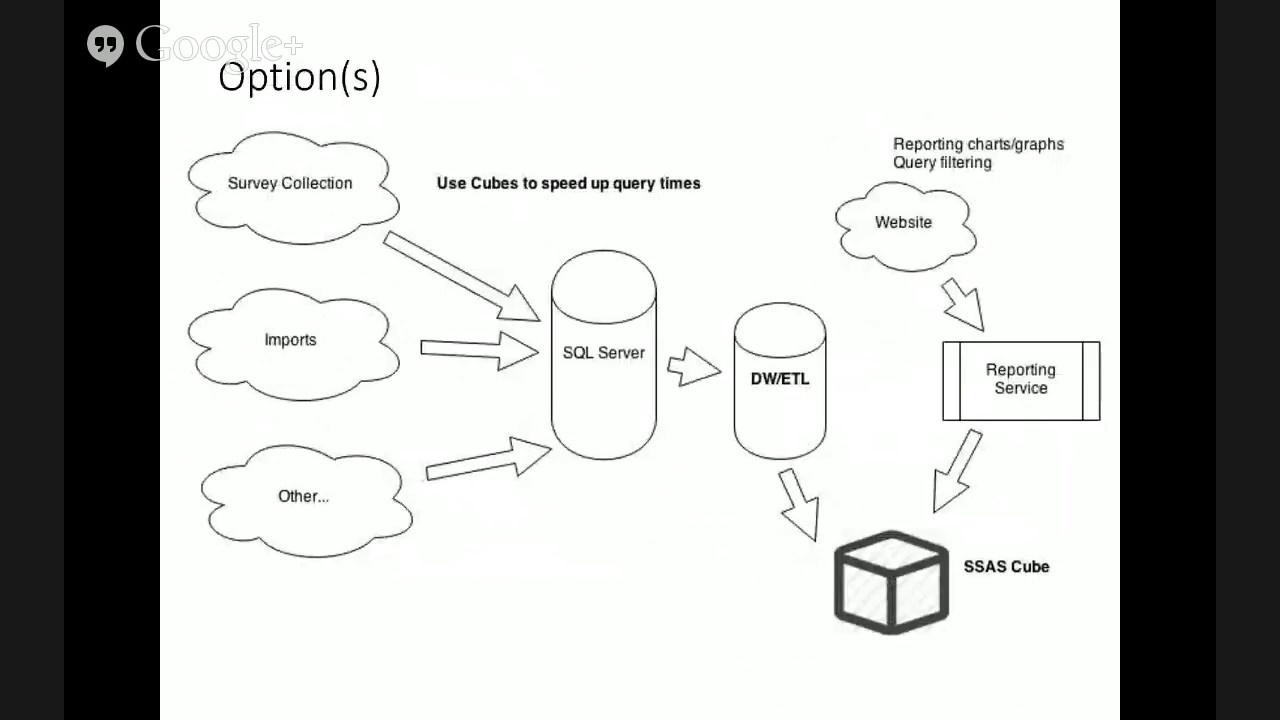 Google+
Option(s)
Survey Collection
Use Cubes to speed up query times
Reporting charts/graphs
Query filtering
Website
Imports
SQL Server
DW/ETL
Reporting
Service
Other...
SSAS Cube